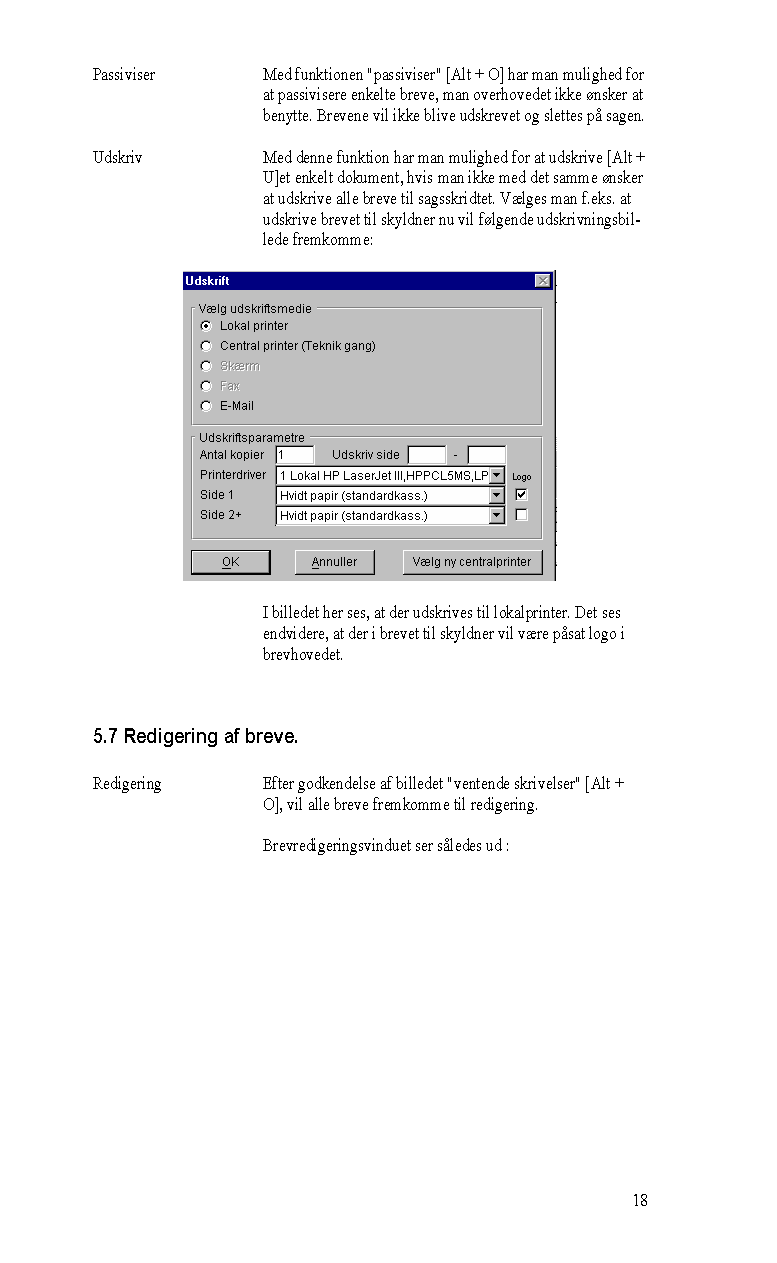 Passiviser
Med funktionen "passiviser" [Alt + O] har man mulighed for
at passivisere enkelte breve, man overhovedet ikke ønsker at
benytte. Brevene vil ikke blive udskrevet og slettes på sagen.
Udskriv
Med denne funktion har man mulighed for at udskrive [Alt +
U]et enkelt dokument, hvis man ikke med det samme ønsker
at udskrive alle breve til sagsskridtet. Vælges man f.eks. at
udskrive brevet til skyldner nu vil følgende udskrivningsbil-
lede fremkomme:
Udskrift
Vælg udskriftsmedie
Lokal printer
Central printer (Teknik gang)
Skærm
Fax
E-Mail
Udskriftsparametre
Antal kopier 1 Udskriv side -
Printerdriver 1 Lokal HP LaserJet III,HPPCL5MS,LP Logo
Side 1 Hvidt papir (standardkass.)
Side 2+ Hvidt papir (standardkass.)
OK Annuller Vælg ny centralprinter
I billedet her ses, at der udskrives til lokalprinter. Det ses
endvidere, at der i brevet til skyldner vil være påsat logo i
brevhovedet.
5.7 Redigering af breve.
Redigering
Efter godkendelse af billedet "ventende skrivelser" [Alt +
O], vil alle breve fremkomme til redigering.
Brevredigeringsvinduet ser således ud :
18